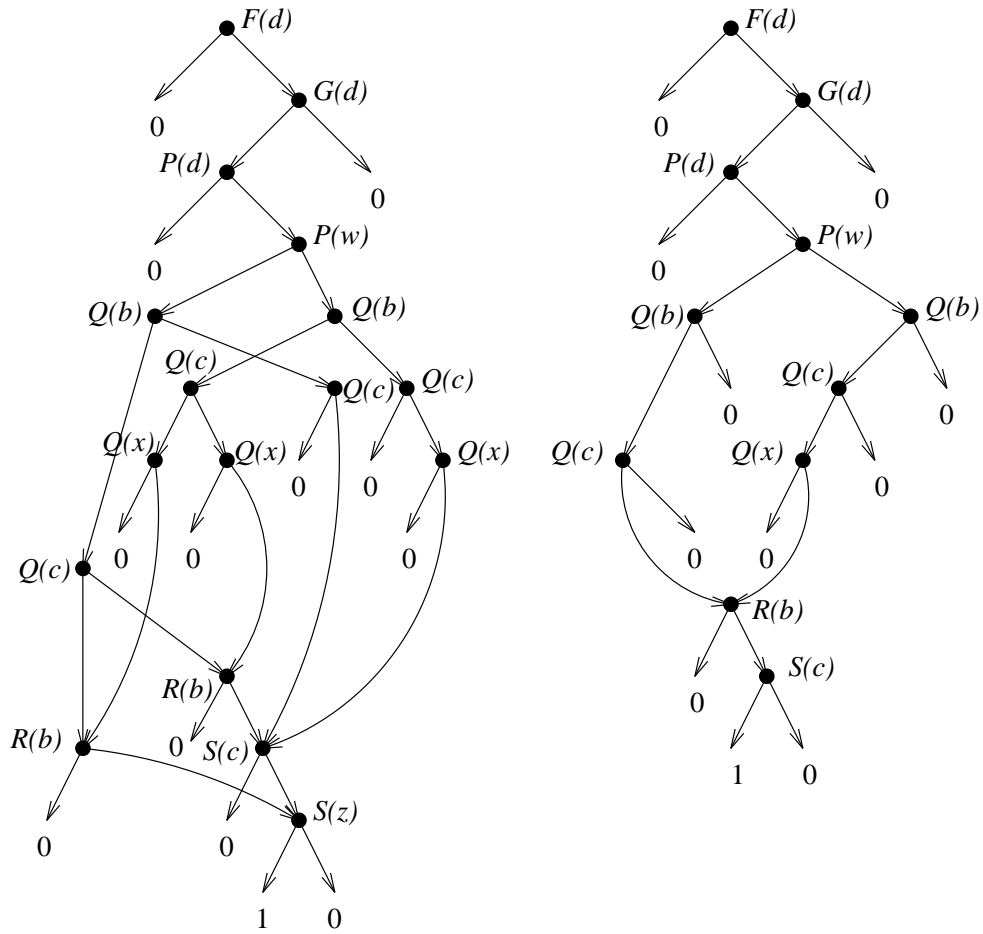 F(d) F(d)
G(d) G(d)
0 0
P(d) P(d)
0 0
P(w) P(w)
0 0
Q(b) Q(b) Q(b) Q(b)
Q(c) Q(c) Q(c) Q(c)
0 0
Q(x) Q(x) Q(x) Q(c) Q(x)
0 0 0
0 0 0 0 0
Q(c)
R(b)
S(c)
R(b) 0
R(b) 0 S(c)
1 0
S(z)
0 0
1 0